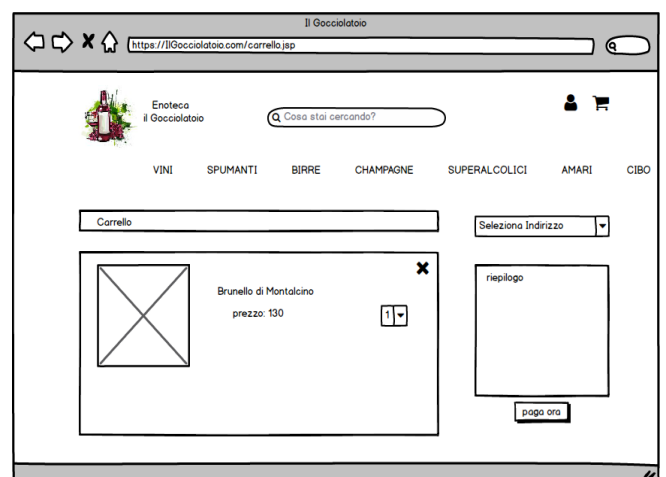 Il Gocciolatoio
https://IlGocciolatoio.com/carrello.jsp
Enoteca
il Gocciolatoio
Cosa stai cercando?
VINI SPUMANTI BIRRE CHAMPAGNE SUPERALCOLICI AMARI CIBO
Carrello
Seleziona Indirizzo
Brunello di Montalcino
prezzo: 130
1
riepilogo
paga ora